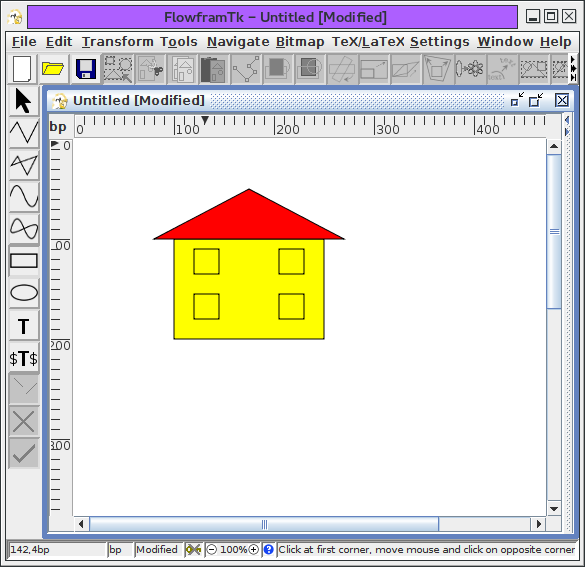 FlowframTk – Untitled [Modified]
File Edit Transform Tools Navigate Bitmap TeX/LaTeX Settings Window Help
Untitled [Modified]
bp 0 100 200 300 400
0
100
200
300
T
$T$
142,4bp bp Modified 100% Click at first corner, move mouse and click on opposite corner